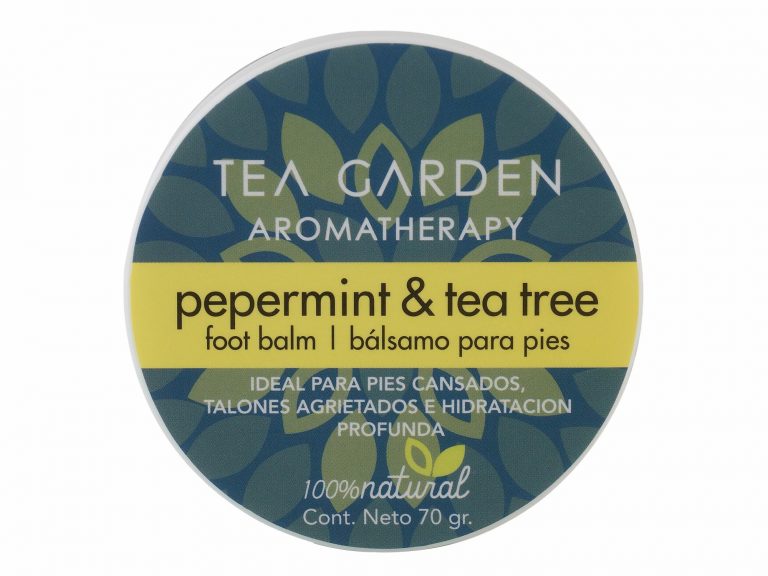 TEA GARDEN
AROMATHERAPY
pepermint & tea tree
foot balm | bálsamo para pies
IDEAL PARA PIES CANSADOS,
TALONES AGRIETADOS E HIDRATACION
PROFUNDA
100%natural
Cont. Neto 70 gr.